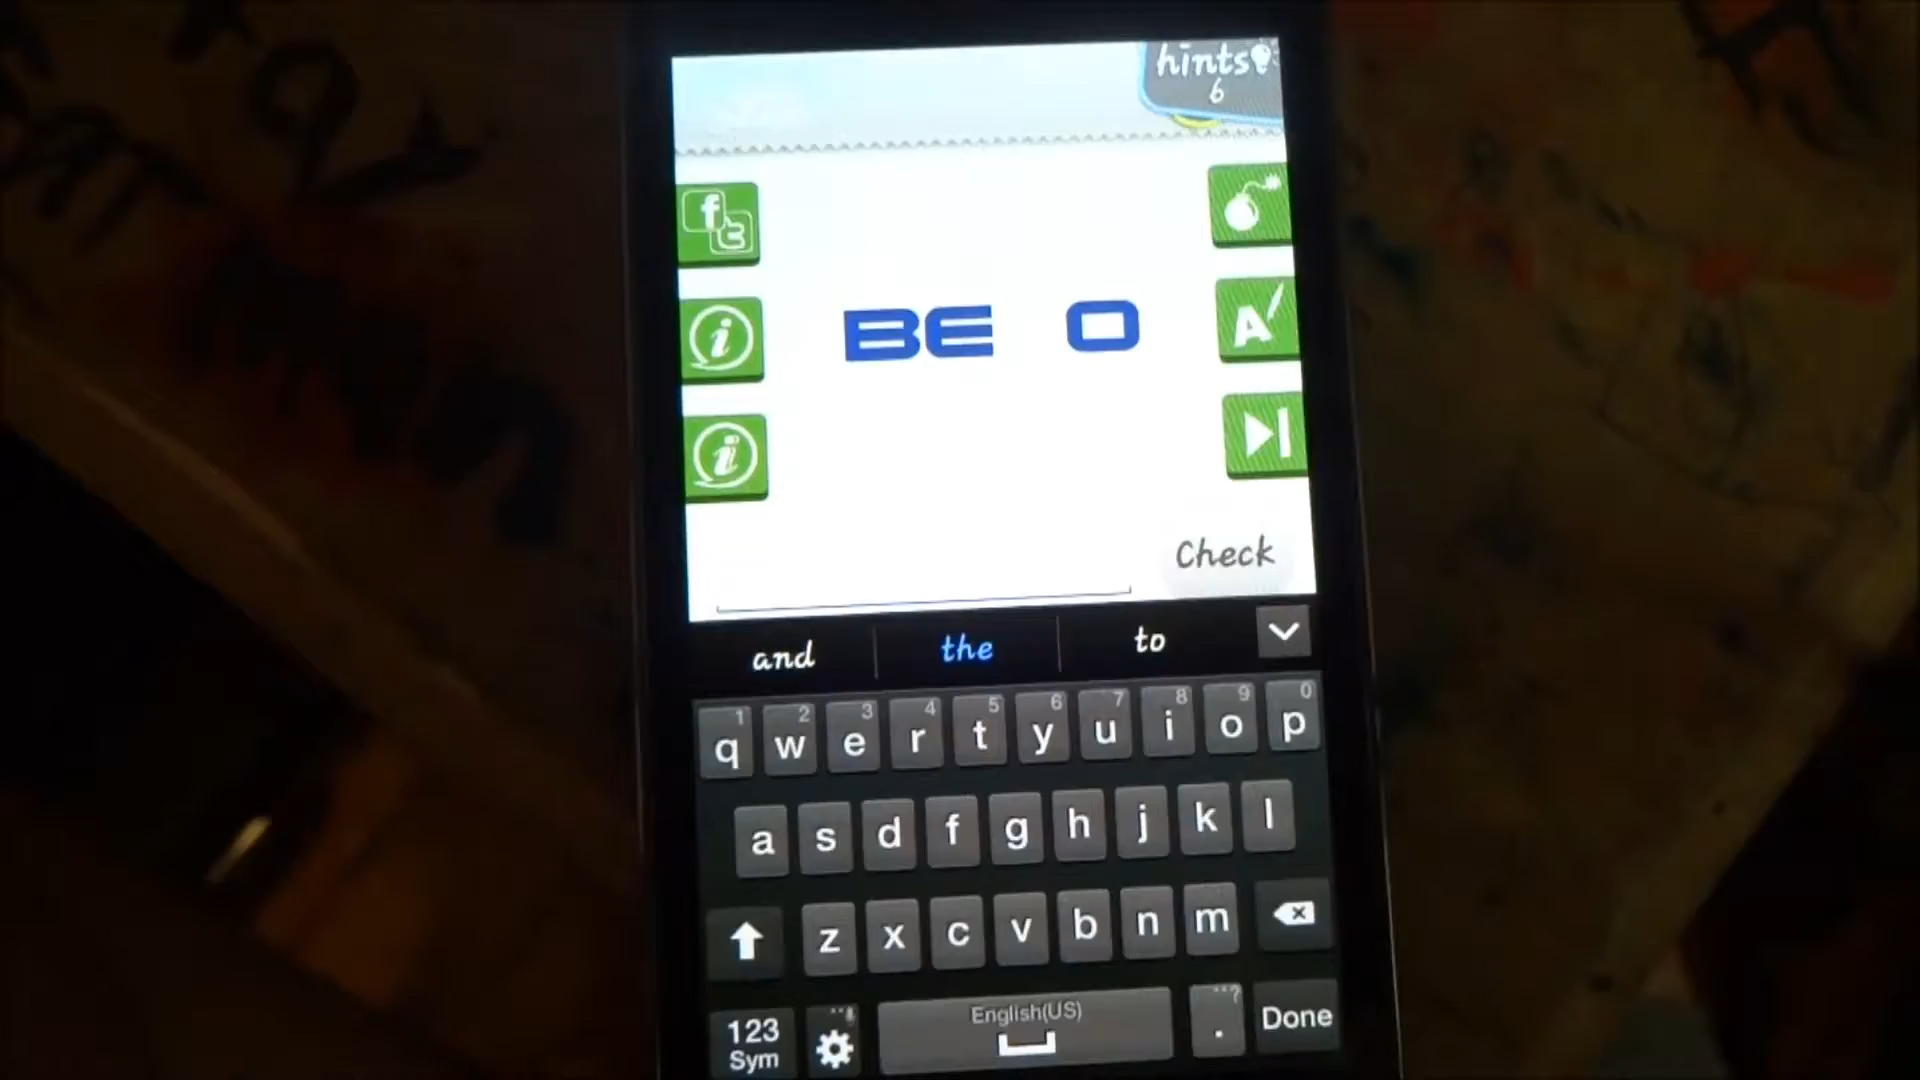 hints
6
f
t
i
BE O
A
i
Check
and the to
1 2 3 4 5 6 7 8 9 0
q w e r t y u i o p
a s d f g h j k l
z x c v b n m
123
Sym
English(US)
...?
.
Done